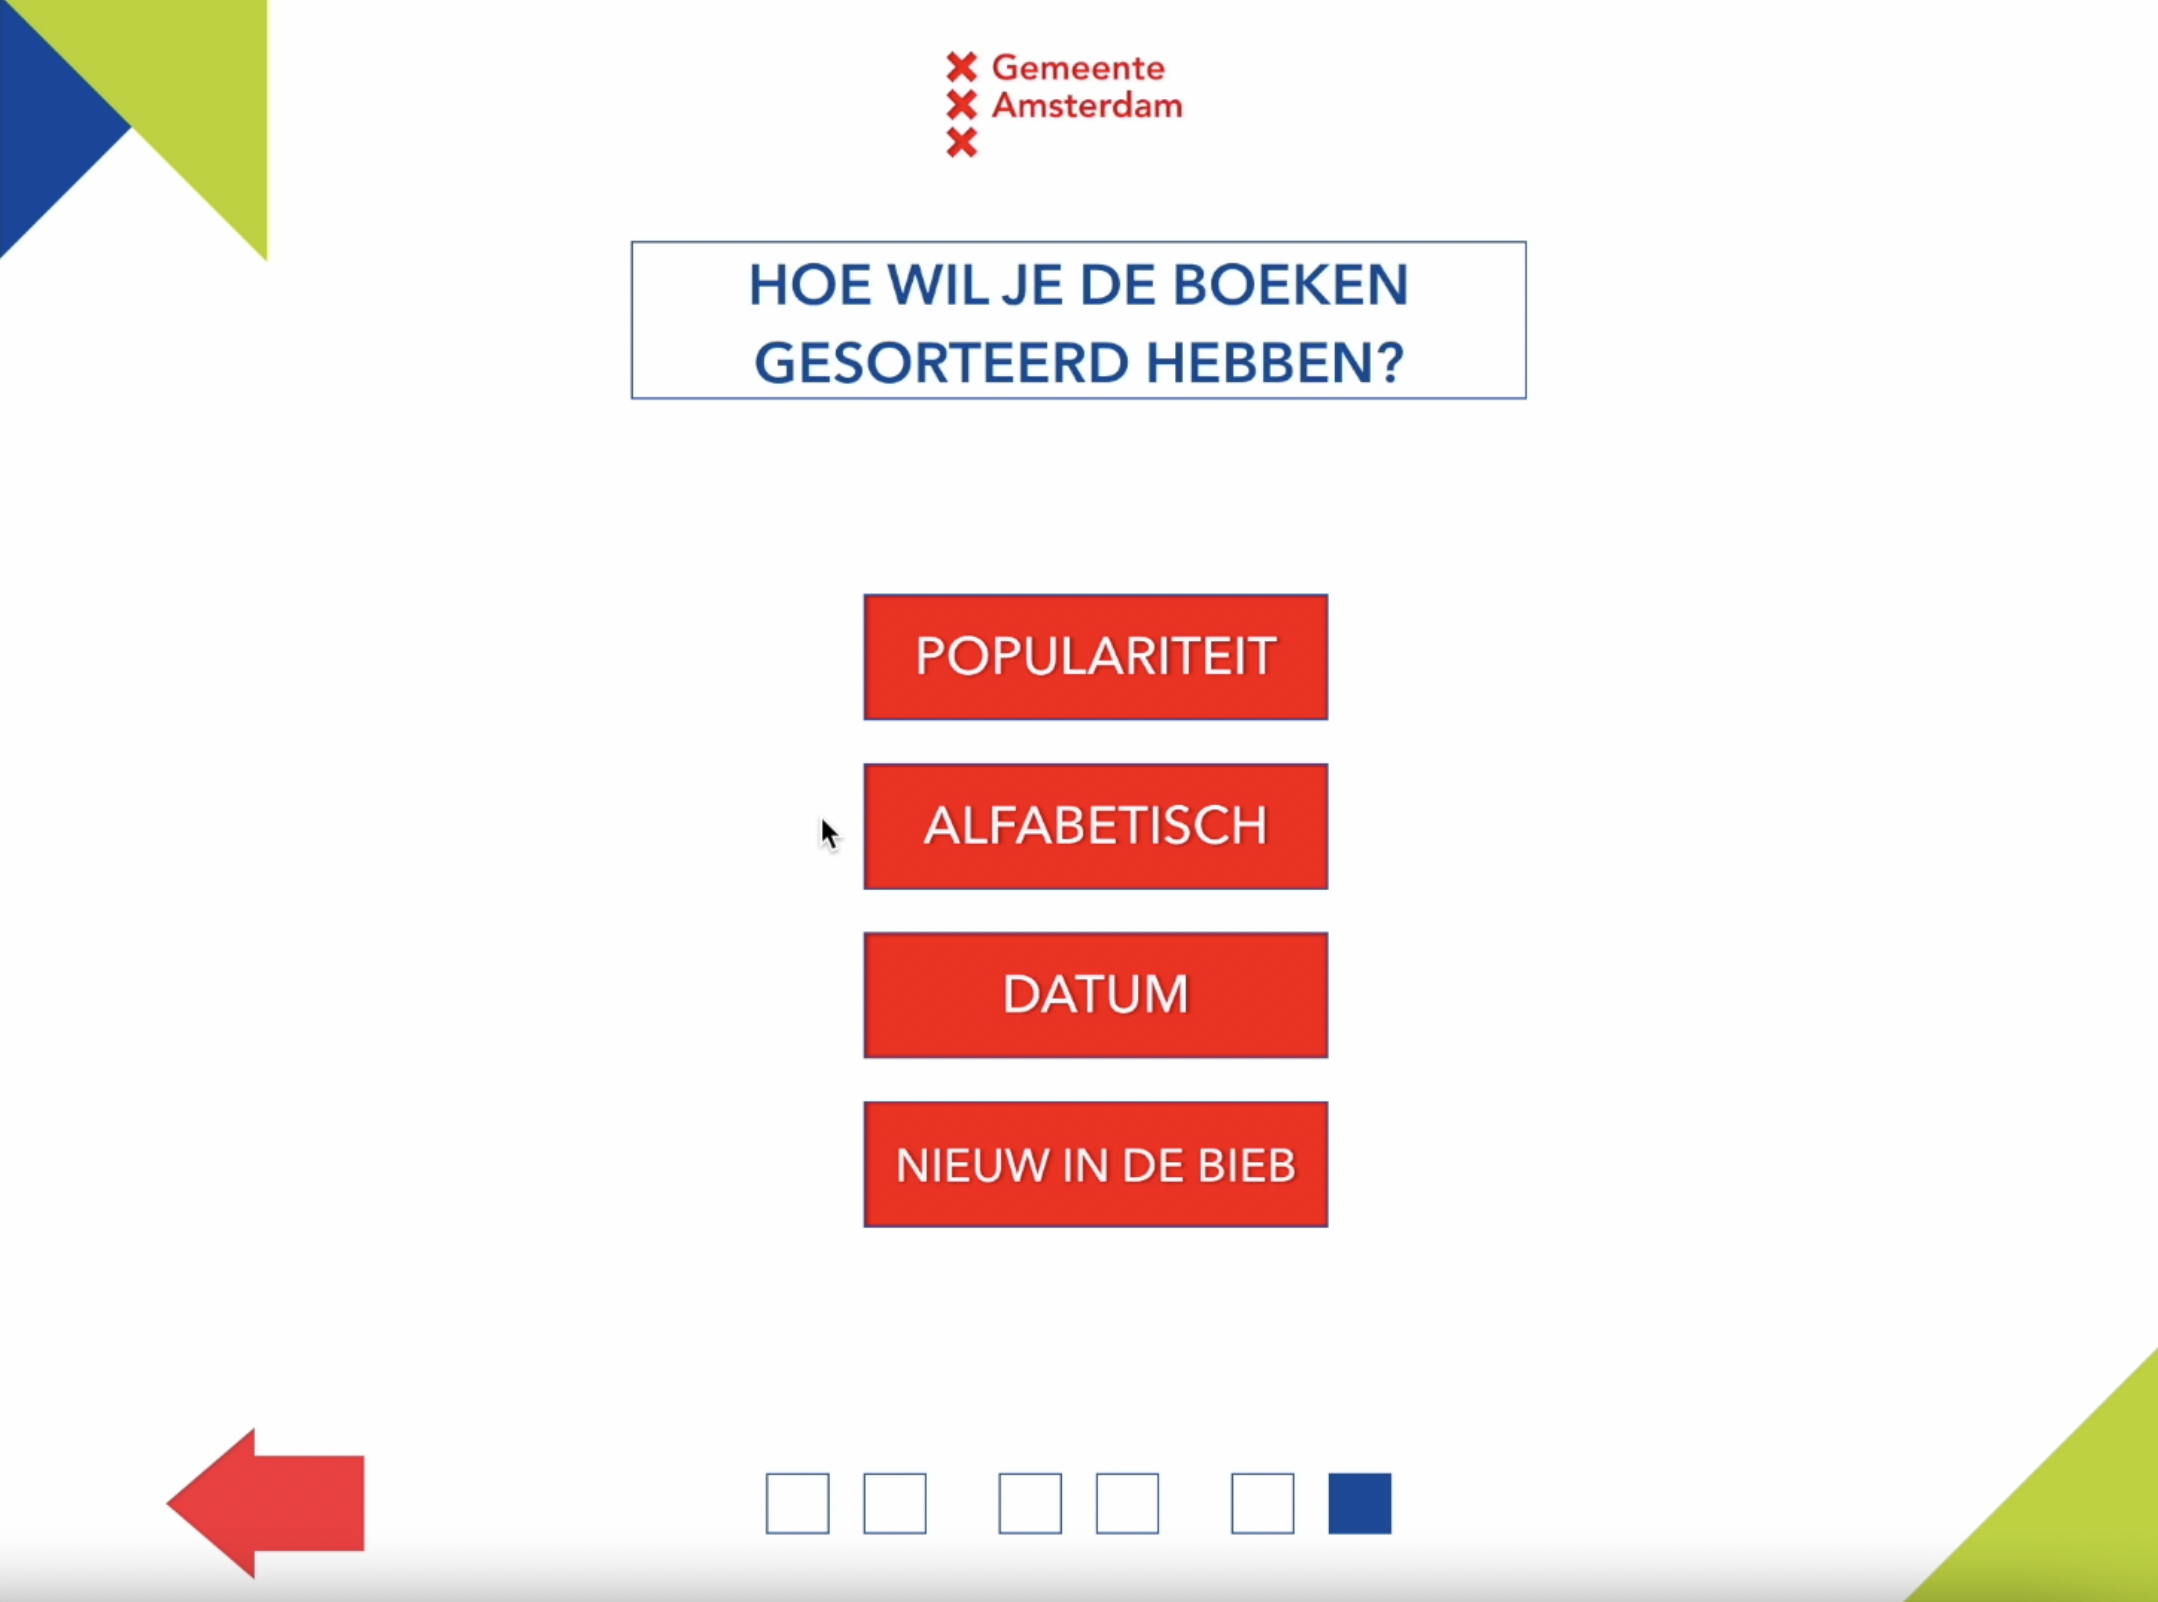 Gemeente
Amsterdam
HOE WIL JE DE BOEKEN
GESORTEERD HEBBEN?
POPULARITEIT
ALFABETISCH
DATUM
NIEUW IN DE BIEB